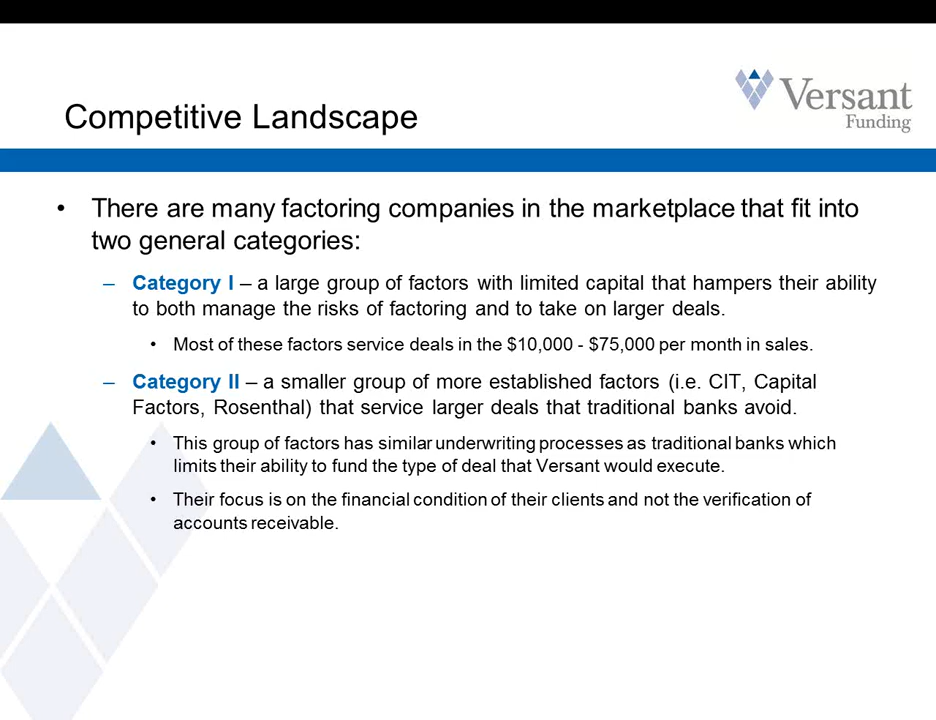 Versant
Funding
Competitive Landscape
• There are many factoring companies in the marketplace that fit into
two general categories:
– Category I – a large group of factors with limited capital that hampers their ability
to both manage the risks of factoring and to take on larger deals.
• Most of these factors service deals in the $10,000 - $75,000 per month in sales.
– Category II – a smaller group of more established factors (i.e. CIT, Capital
Factors, Rosenthal) that service larger deals that traditional banks avoid.
• This group of factors has similar underwriting processes as traditional banks which
limits their ability to fund the type of deal that Versant would execute.
• Their focus is on the financial condition of their clients and not the verification of
accounts receivable.